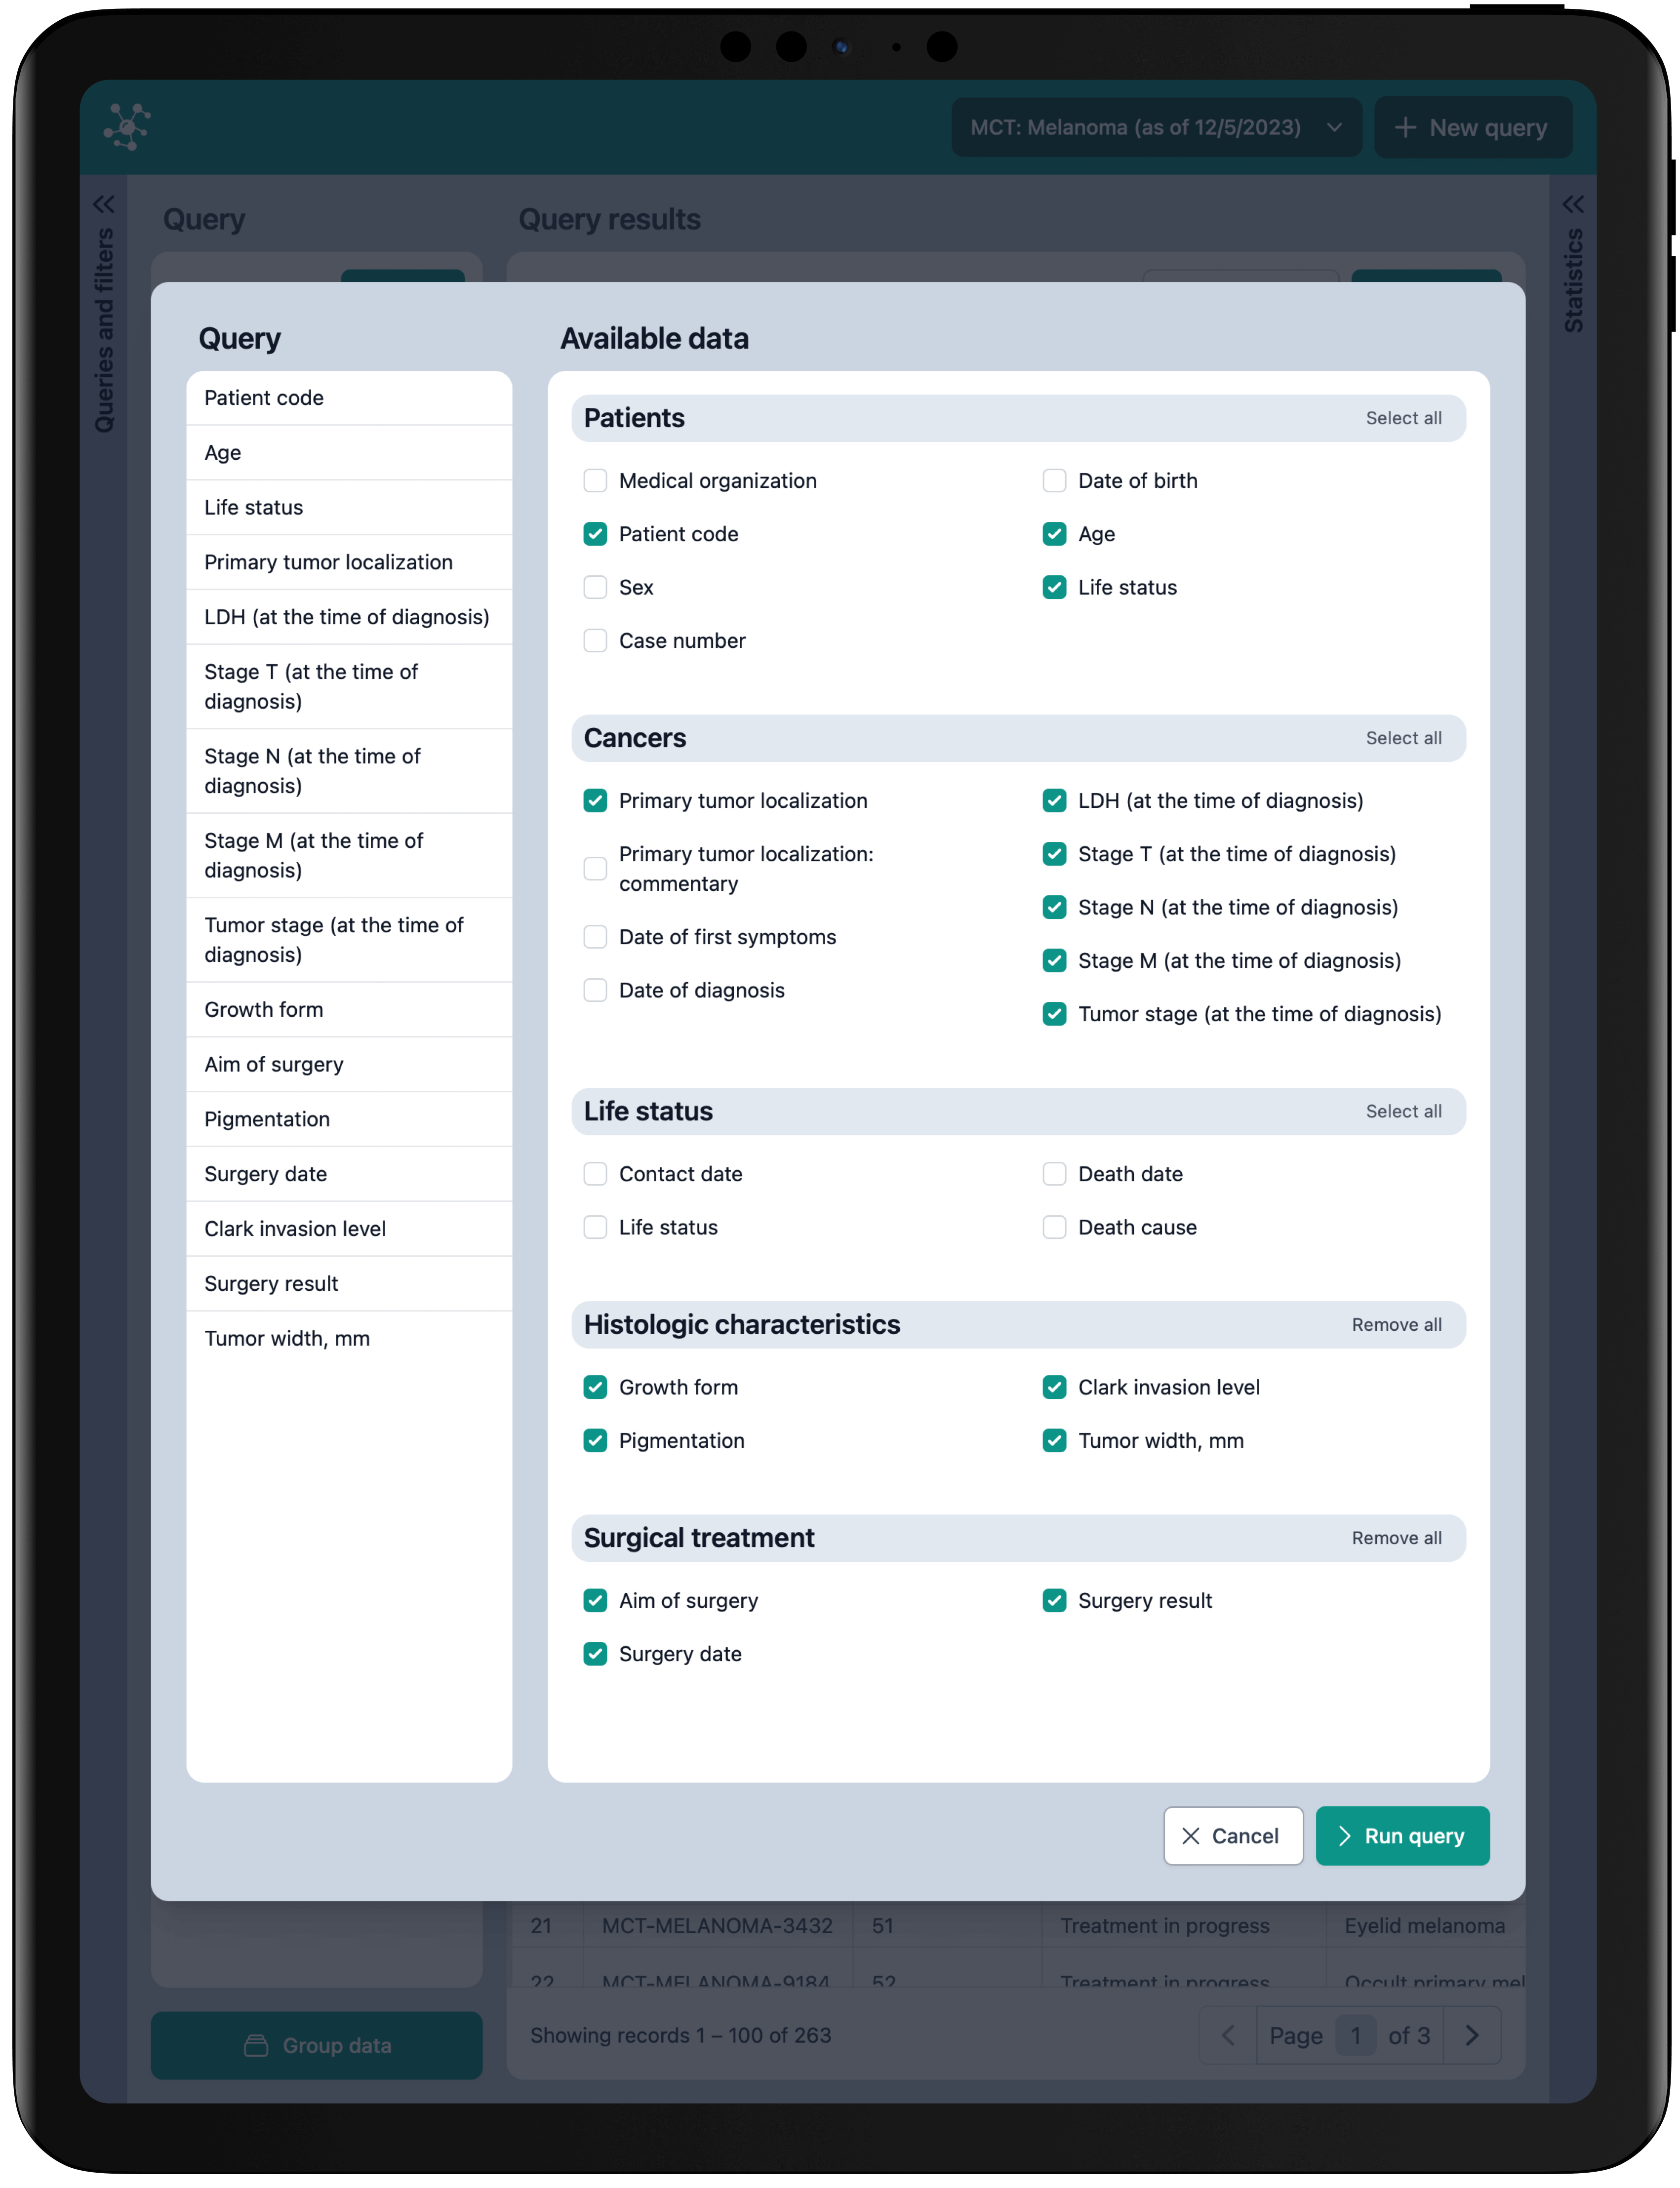 MCT: Melanoma (as of 12/5/2023)
New query
Queries and filters
Query
Query results
Statistics
Query
Patient code
Age
Life status
Primary tumor localization
LDH (at the time of diagnosis)
Stage T (at the time of
diagnosis)
Stage N (at the time of
diagnosis)
Stage M (at the time of
diagnosis)
Tumor stage (at the time of
diagnosis)
Growth form
Aim of surgery
Pigmentation
Surgery date
Clark invasion level
Surgery result
Tumor width, mm
Available data
Patients
Select all
Medical organization
Patient code
Sex
Case number
Date of birth
Age
Life status
Cancers
Select all
Primary tumor localization
Primary tumor localization:
commentary
Date of first symptoms
Date of diagnosis
LDH (at the time of diagnosis)
Stage T (at the time of diagnosis)
Stage N (at the time of diagnosis)
Stage M (at the time of diagnosis)
Tumor stage (at the time of diagnosis)
Life status
Select all
Contact date
Life status
Death date
Death cause
Histologic characteristics
Remove all
Growth form
Pigmentation
Clark invasion level
Tumor width, mm
Surgical treatment
Remove all
Aim of surgery
Surgery date
Surgery result
Cancel
Run query
21 MCT-MELANOMA-3432 51 Treatment in progress Eyelid melanoma
22 MCT-MELANOMA-9184 52 Treatment in progress Occult primary mel
Group data
Showing records 1 – 100 of 263
Page 1 of 3